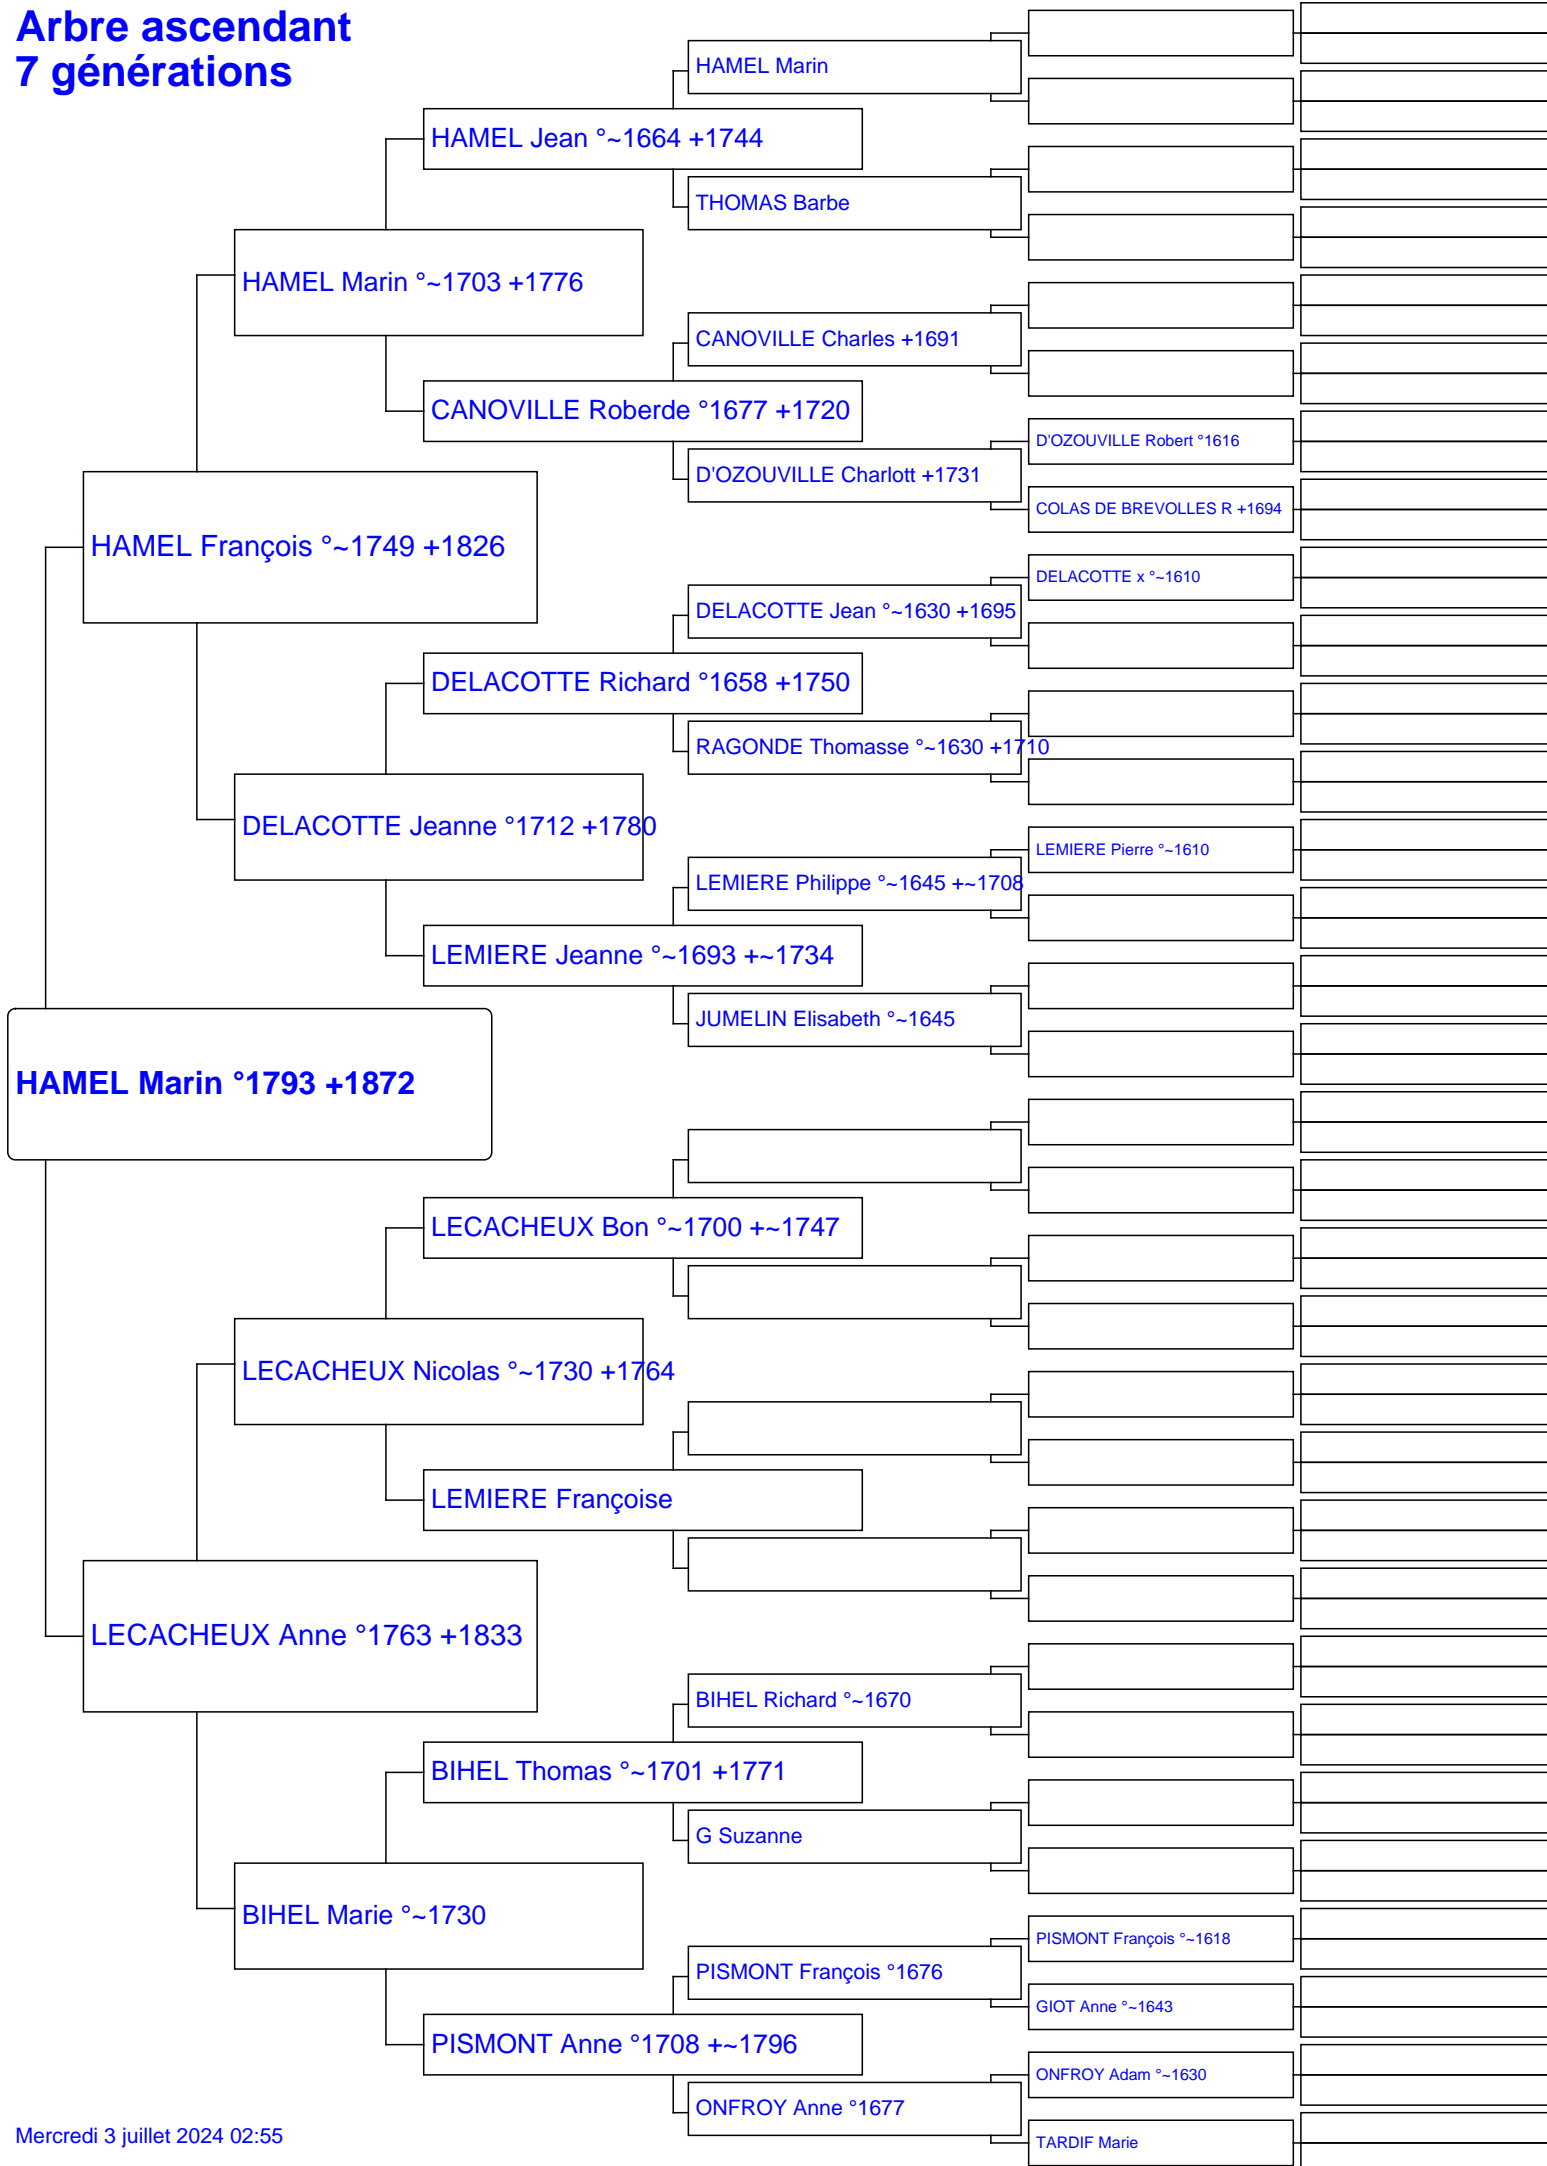 Arbre ascendant
7 générations
HAMEL Marin
HAMEL Jean °~1664 +1744
THOMAS Barbe
HAMEL Marin °~1703 +1776
CANOVILLE Charles +1691
CANOVILLE Roberde °1677 +1720
D'OZOUVILLE Robert °1616
D'OZOUVILLE Charlott +1731
COLAS DE BREVOLLES R +1694
HAMEL François °~1749 +1826
DELACOTTE x °~1610
DELACOTTE Jean °~1630 +1695
DELACOTTE Richard °1658 +1750
RAGONDE Thomasse °~1630 +1710
DELACOTTE Jeanne °1712 +1780
LEMIERE Pierre °~1610
LEMIERE Philippe °~1645 +~1708
LEMIERE Jeanne °~1693 +~1734
JUMELIN Elisabeth °~1645
HAMEL Marin °1793 +1872
LECACHEUX Bon °~1700 +~1747
LECACHEUX Nicolas °~1730 +1764
LEMIERE Françoise
LECACHEUX Anne °1763 +1833
BIHEL Richard °~1670
BIHEL Thomas °~1701 +1771
G Suzanne
BIHEL Marie °~1730
PISMONT François °~1618
PISMONT François °1676
GIOT Anne °~1643
PISMONT Anne °1708 +~1796
ONFROY Adam °~1630
ONFROY Anne °1677
TARDIF Marie
Mercredi 3 juillet 2024 02:55